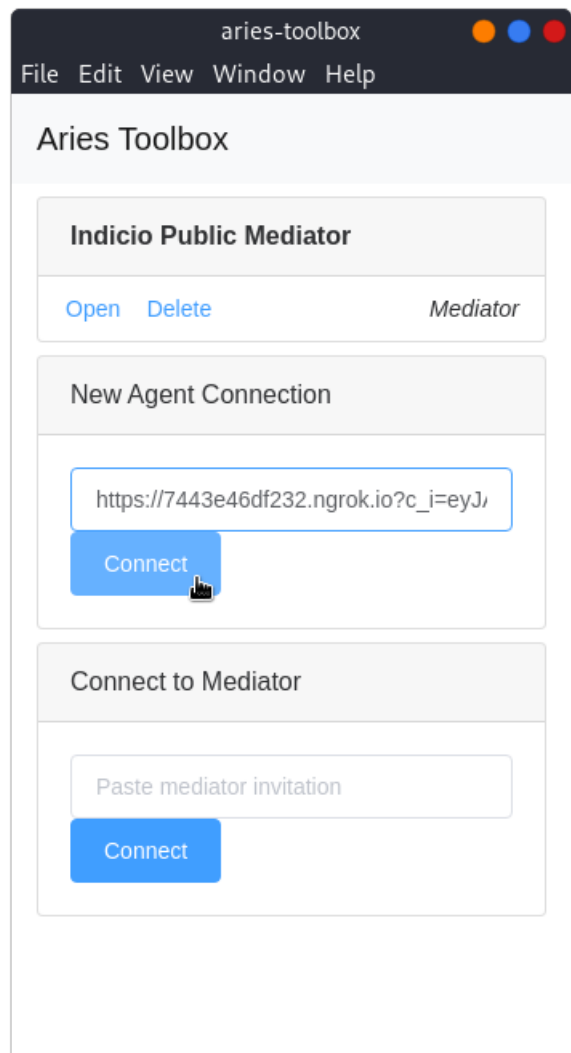 aries-toolbox
File Edit View Window Help
Aries Toolbox
Indicio Public Mediator
Open Delete Mediator
New Agent Connection
https://7443e46df232.ngrok.io?c_i=eyJ
Connect
Connect to Mediator
Paste mediator invitation
Connect